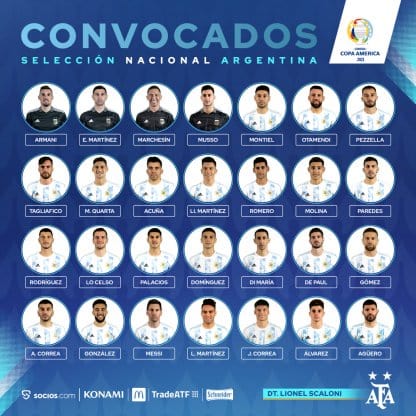 CONVOCADOS
SELECCIÓN NACIONAL ARGENTINA
CONMEBOL
COPA AMERICA
2021
ARMANI E. MARTÍNEZ MARCHESÍN MUSSO MONTIEL OTAMENDI PEZZELLA
TAGLIAFICO M. QUARTA ACUÑA LI. MARTÍNEZ ROMERO MOLINA PAREDES
RODRÍGUEZ LO CELSO PALACIOS DOMÍNGUEZ DI MARÍA DE PAUL GÓMEZ
A. CORREA GONZÁLEZ MESSI L. MARTÍNEZ J. CORREA ÁLVAREZ AGÜERO
DT. LIONEL SCALONI
socios.com KONAMI TradeATF Schneider
AFA